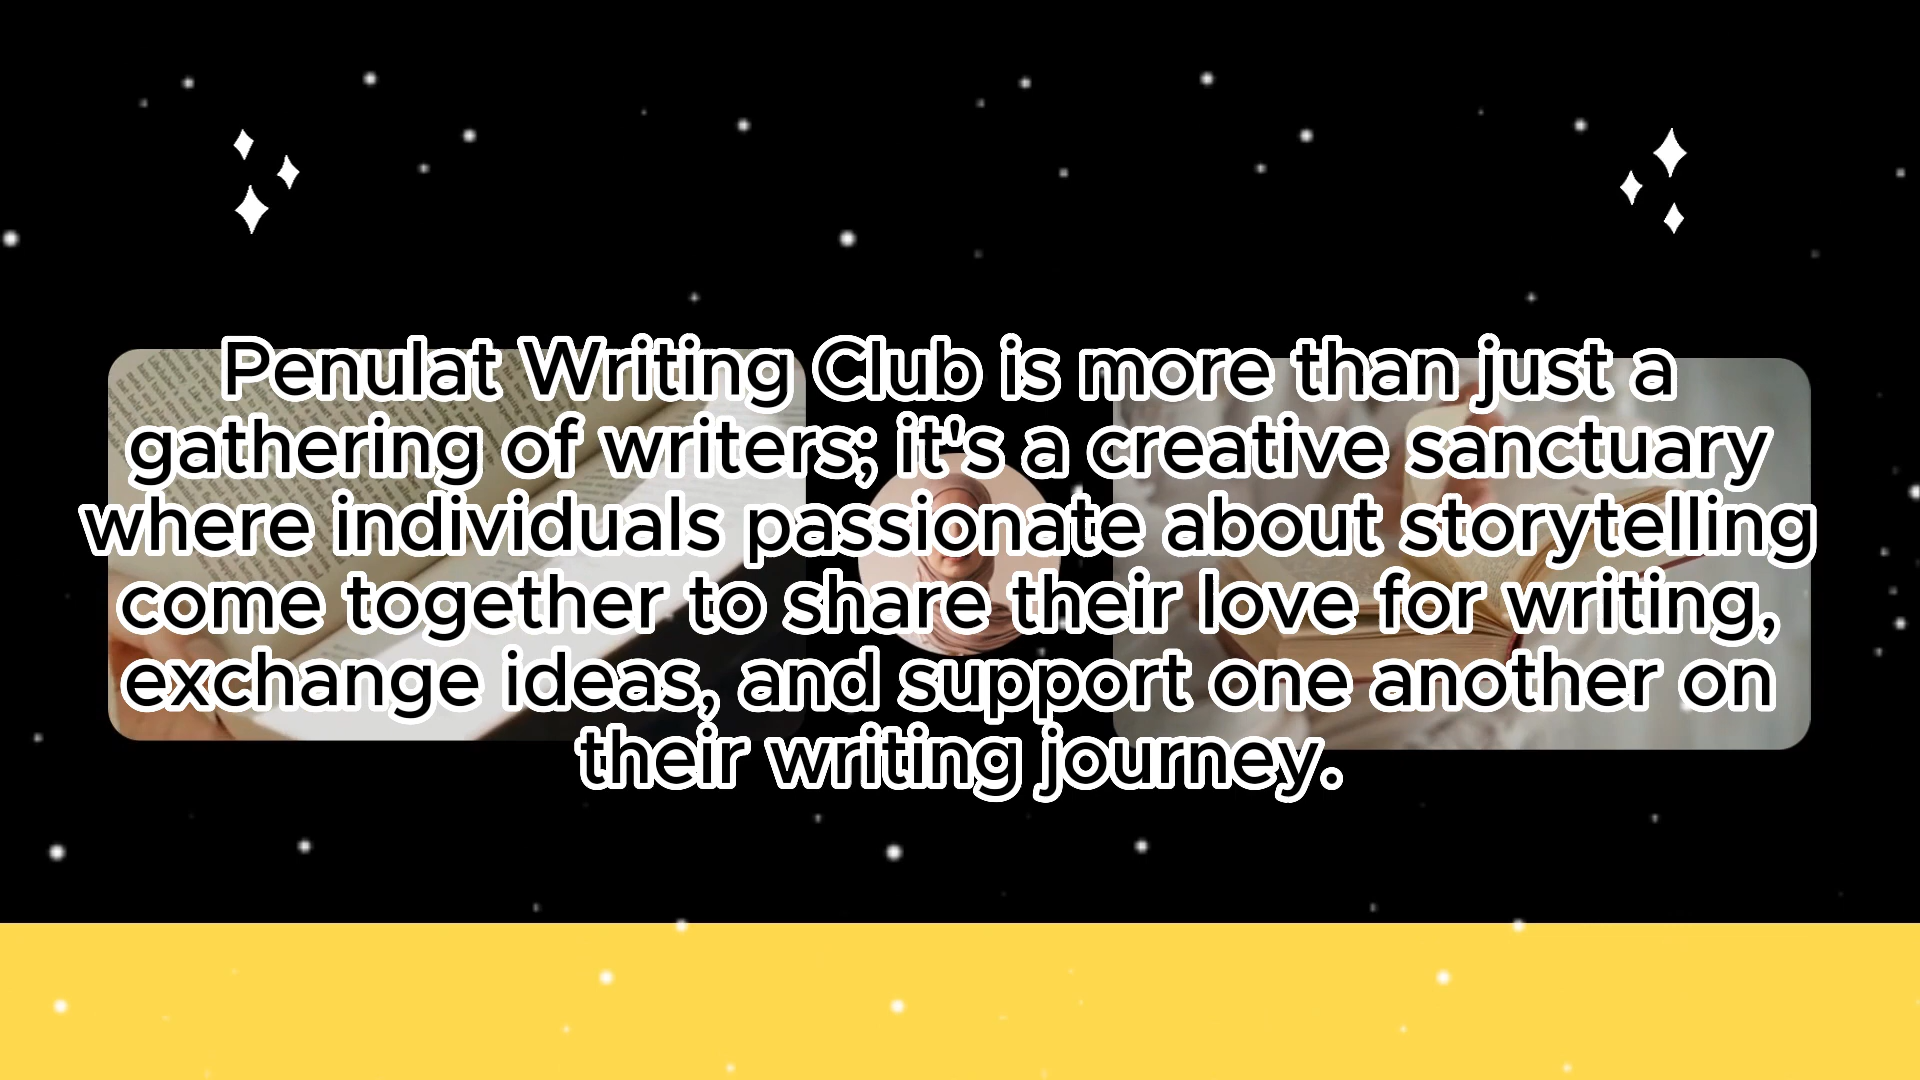 Penulat Writing Club is more than just a
gathering of writers; it's a creative sanctuary
where individuals passionate about storytelling
come together to share their love for writing,
exchange ideas, and support one another on
their writing journey.